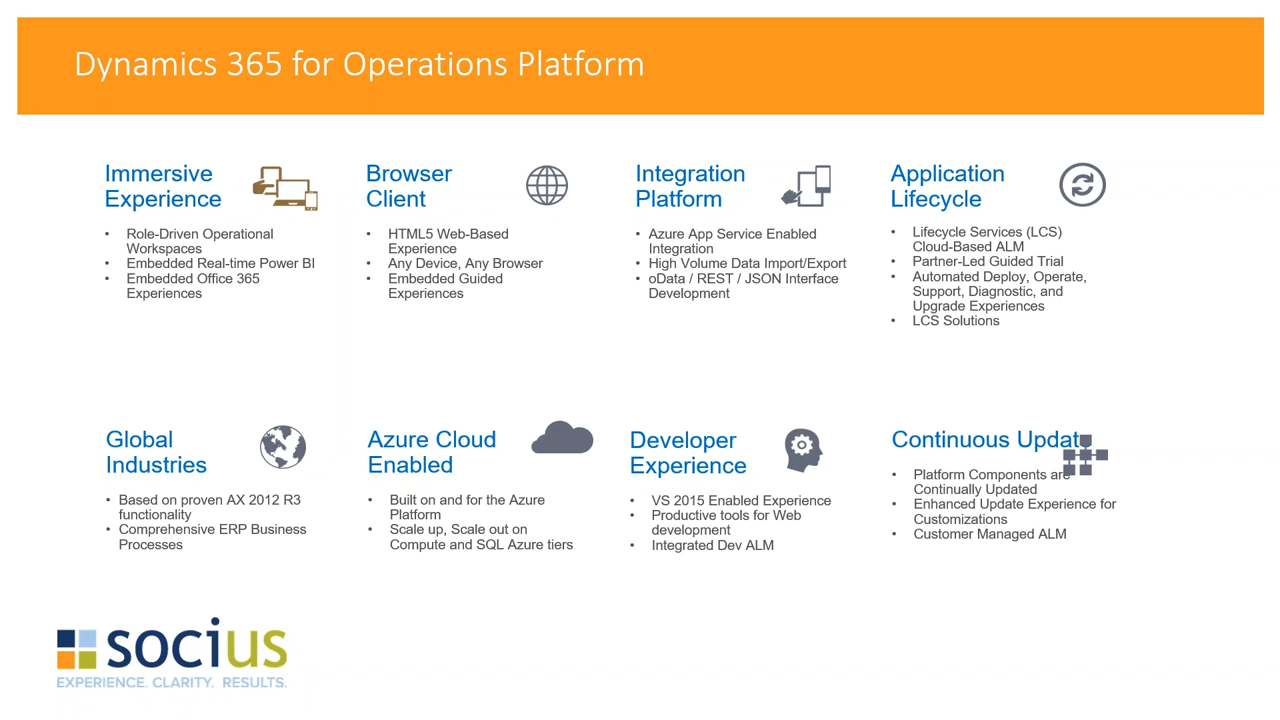 Dynamics 365 for Operations Platform
Immersive
Experience
• Role-Driven Operational
Workspaces
• Embedded Real-time Power BI
• Embedded Office 365
Experiences
Browser
Client
• HTML5 Web-Based
Experience
• Any Device, Any Browser
• Embedded Guided
Experiences
Integration
Platform
• Azure App Service Enabled
Integration
• High Volume Data Import/Export
• oData / REST / JSON Interface
Development
Application
Lifecycle
• Lifecycle Services (LCS)
Cloud-Based ALM
• Partner-Led Guided Trial
• Automated Deploy, Operate,
Support, Diagnostic, and
Upgrade Experiences
• LCS Solutions
Global
Industries
• Based on proven AX 2012 R3
functionality
• Comprehensive ERP Business
Processes
Azure Cloud
Enabled
• Built on and for the Azure
Platform
• Scale up, Scale out on
Compute and SQL Azure tiers
Developer
Experience
• VS 2015 Enabled Experience
• Productive tools for Web
development
• Integrated Dev ALM
Continuous Update
• Platform Components are
Continually Updated
• Enhanced Update Experience for
Customizations
• Customer Managed ALM
socius
EXPERIENCE. CLARITY. RESULTS.